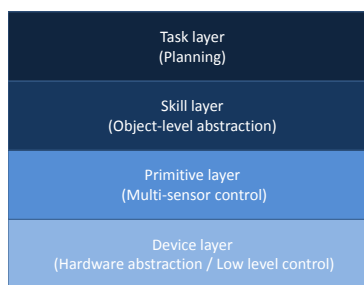 Task layer
(Planning)
Skill layer
(Object-level abstraction)
Primitive layer
(Multi-sensor control)
Device layer
(Hardware abstraction / Low level control)